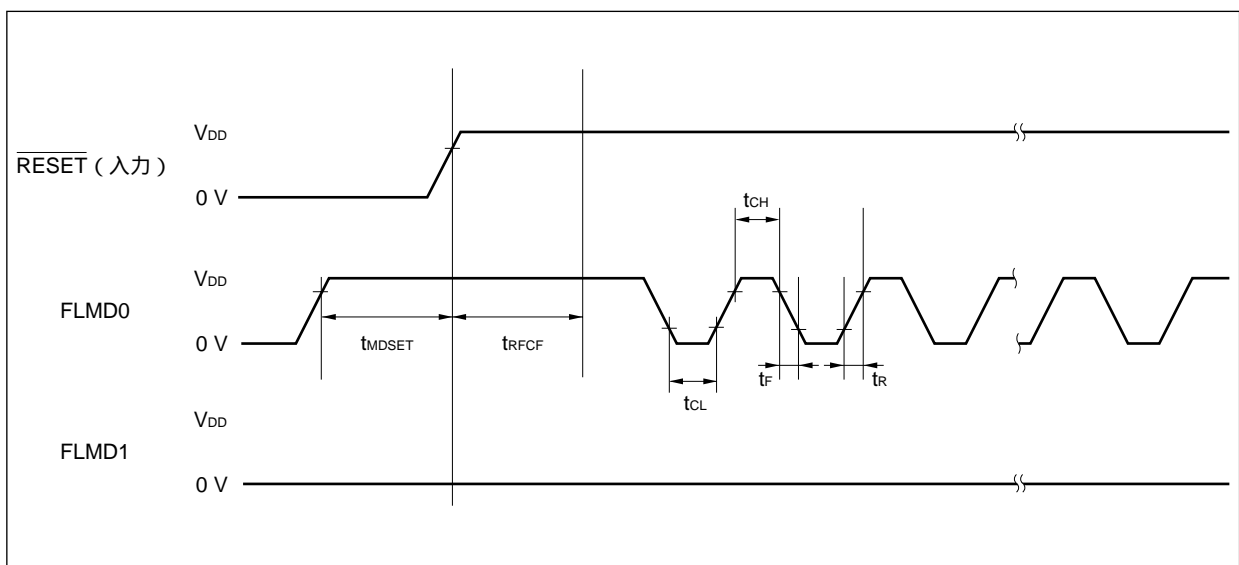 VDD
RESET（入力）
0 V
tCH
VDD
FLMD0
0 V
tMDSET
tRFCF
tF
tR
tCL
VDD
FLMD1
0 V